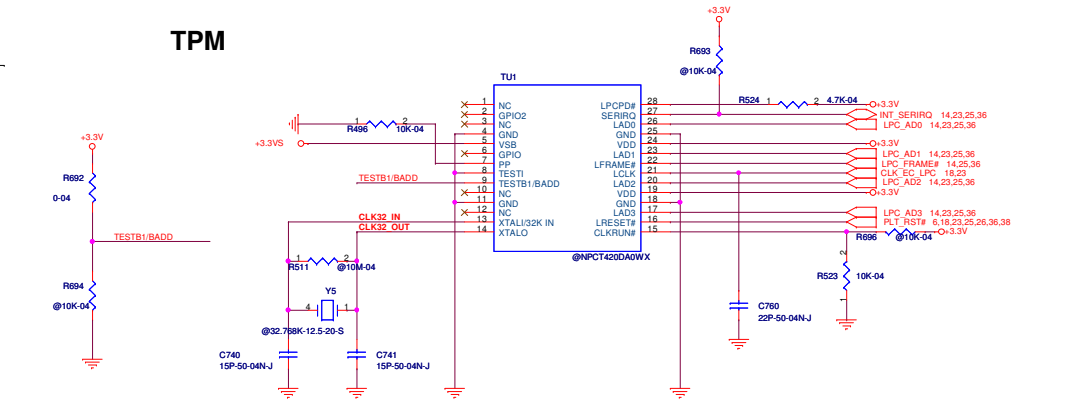 TPM
+3.3V
R693
@10K-04
TU1
R524 1 2 4.7K-04
+3.3V
INT_SERIRQ 14,23,25,36
LPC_AD0 14,23,25,36
+3.3V
LPC_AD1 14,23,25,36
LPC_FRAME# 14,25,36
CLK_EC_LPC 18,23
LPC_AD2 14,23,25,36
+3.3V
LPC_AD3 14,23,25,36
PLT_RST# 6,18,23,25,26,36,38
R696 @10K-04
+3.3V
1 NC
2 GPIO2
3 NC
4 GND
5 VSB
6 GPIO
7 PP
8 TESTI
9 TESTB1/BADD
10 NC
11 GND
12 NC
13 XTALI/32K IN
14 XTALO
LPCPD# 28
SERIRQ 27
LAD0 26
GND 25
VDD 24
LAD1 23
LFRAME# 22
LCLK 21
LAD2 20
VDD 19
GND 18
LAD3 17
LRESET# 16
CLKRUN# 15
@NPCT420DA0WX
1 2
R496 10K-04
+3.3VS
TESTB1/BADD
CLK32_IN
CLK32_OUT
1 2
R511 @10M-04
Y5
4 1
@32.768K-12.5-20-S
C740
15P-50-04N-J
C741
15P-50-04N-J
+3.3V
R692
0-04
TESTB1/BADD
R694
@10K-04
2
R523 10K-04
1
C760
22P-50-04N-J